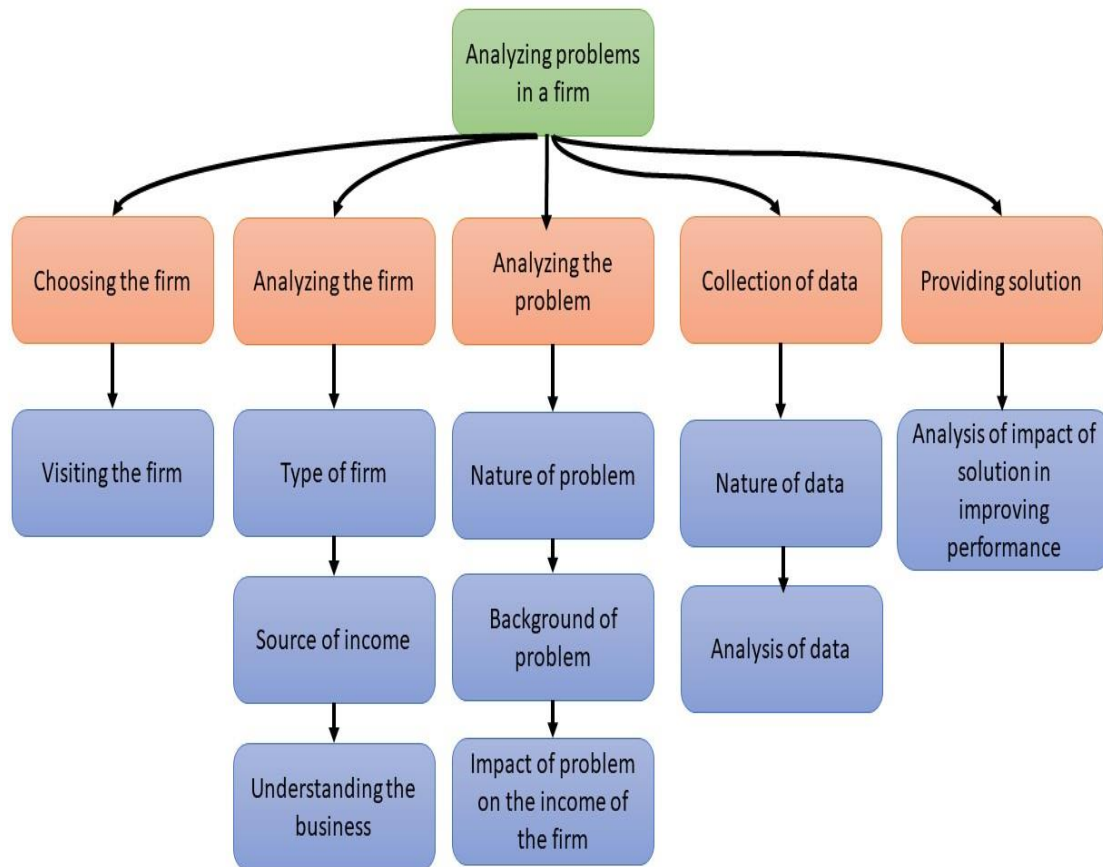 Analyzing problems
in a firm
Choosing the firm
Analyzing the firm
Analyzing the
problem
Collection of data
Providing solution
Visiting the firm
Type of firm
Nature of problem
Nature of data
Analysis of impact of
solution in
improving
performance
Source of income
Background of
problem
Analysis of data
Understanding the
business
Impact of problem
on the income of
the firm